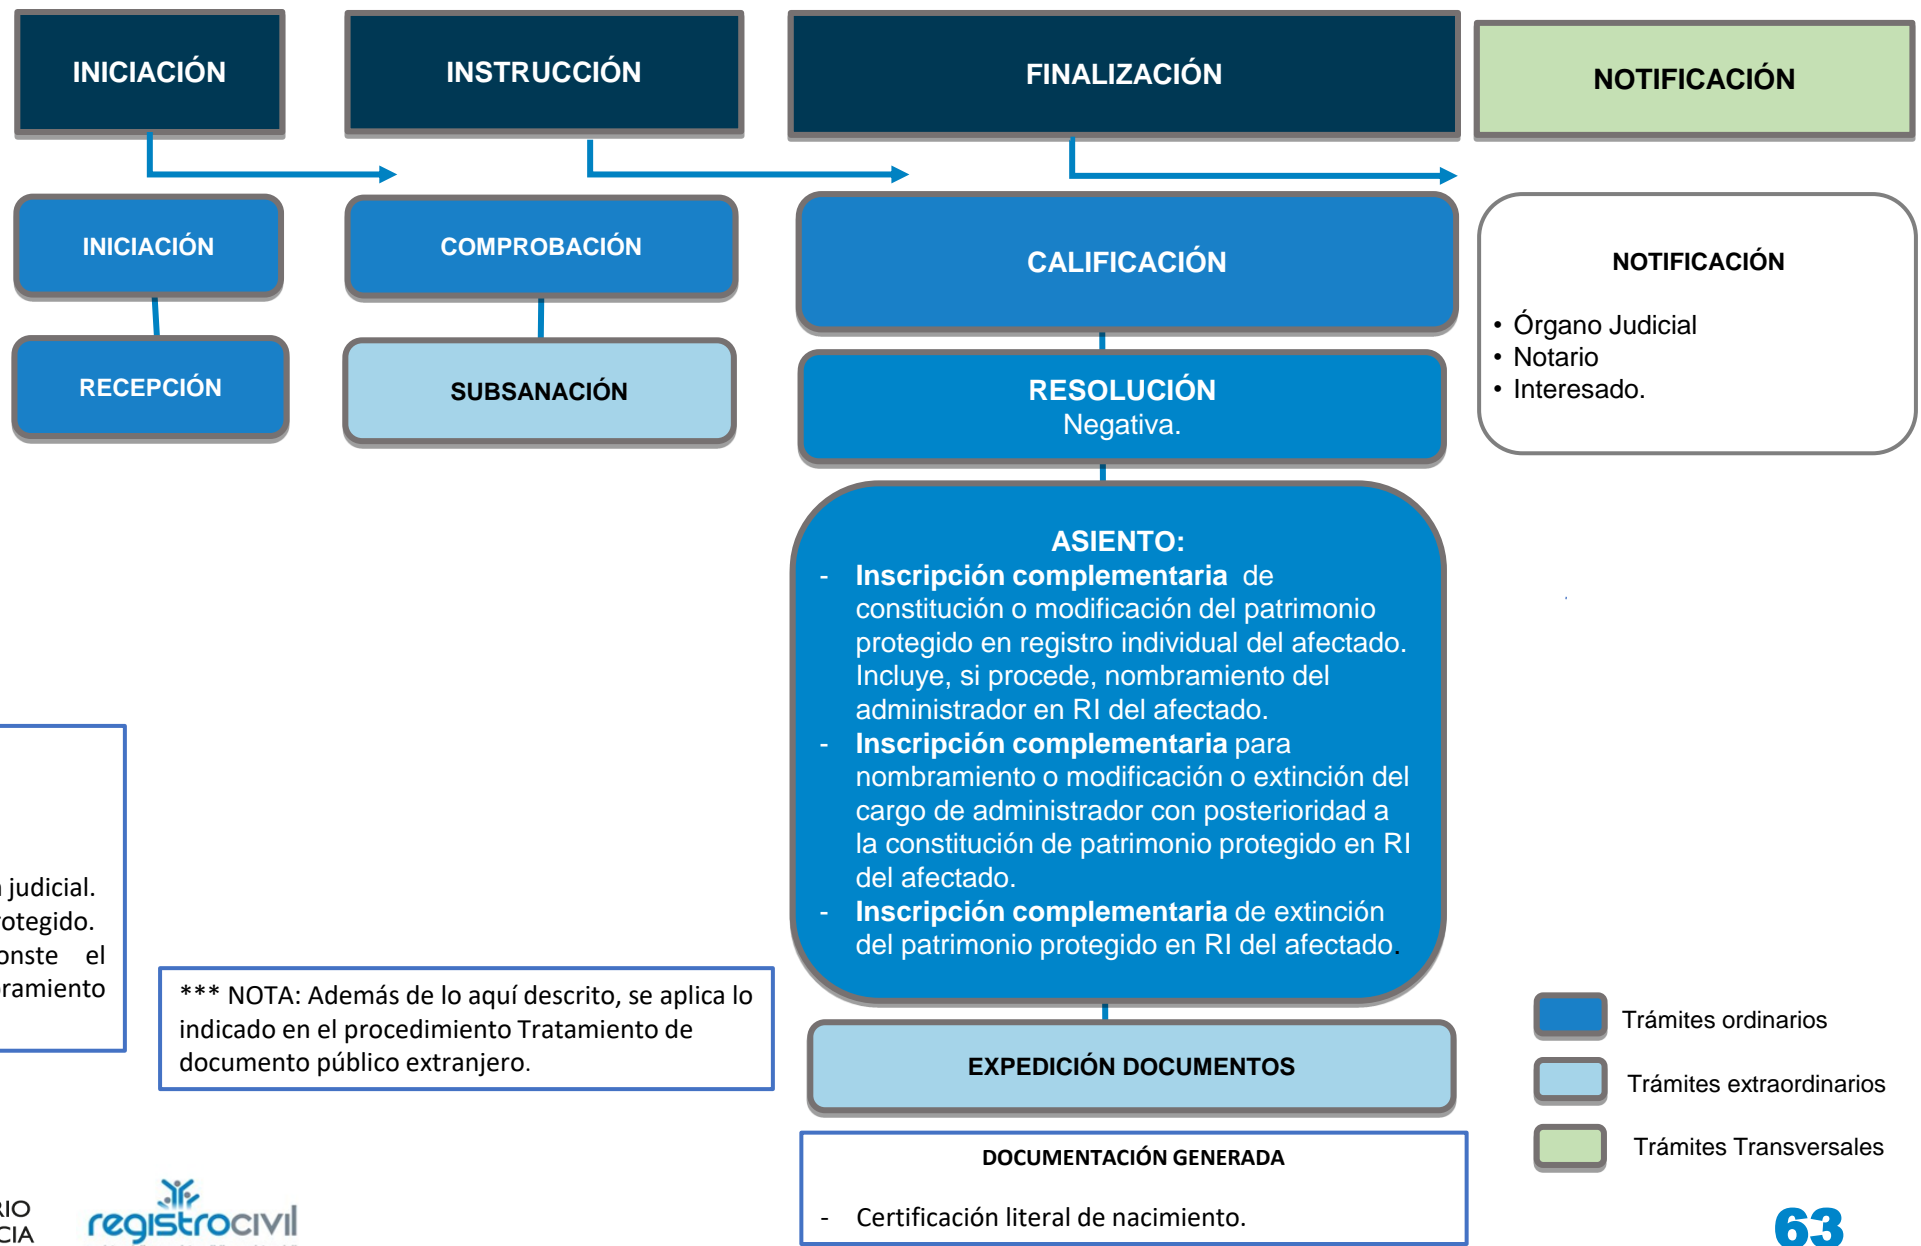 INICIACIÓN
INSTRUCCIÓN
FINALIZACIÓN
NOTIFICACIÓN
INICIACIÓN
RECEPCIÓN
COMPROBACIÓN
SUBSANACIÓN
CALIFICACIÓN
RESOLUCIÓN
Negativa.
ASIENTO:
- Inscripción complementaria de
constitución o modificación del patrimonio
protegido en registro individual del afectado.
Incluye, si procede, nombramiento del
administrador en RI del afectado.
- Inscripción complementaria para
nombramiento o modificación o extinción del
cargo de administrador con posterioridad a
la constitución de patrimonio protegido en RI
del afectado.
- Inscripción complementaria de extinción
del patrimonio protegido en RI del afectado.
EXPEDICIÓN DOCUMENTOS
DOCUMENTACIÓN GENERADA
- Certificación literal de nacimiento.
NOTIFICACIÓN
• Órgano Judicial
• Notario
• Interesado.
judicial.
onste el
*** NOTA: Además de lo aquí descrito, se aplica lo
indicado en el procedimiento Tratamiento de
documento público extranjero.
Trámites ordinarios
Trámites extraordinarios
Trámites Transversales
registrocivil
63